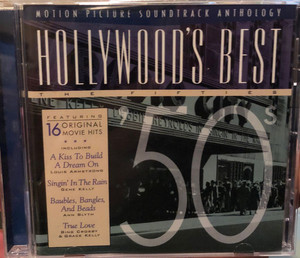 MOTION PICTURE SOUNDTRACK ANTHOLOGY
HOLLYWOOD'S BEST
THE FIFTIES
'50s
FEATURING
16 ORIGINAL
MOVIE HITS
INCLUDING
A Kiss To Build
A Dream On
LOUIS ARMSTRONG
Singin' In The Rain
GENE KELLY
Baubles, Bangles,
And Beads
ANN BLYTH
True Love
BING CROSBY
& GRACE KELLY